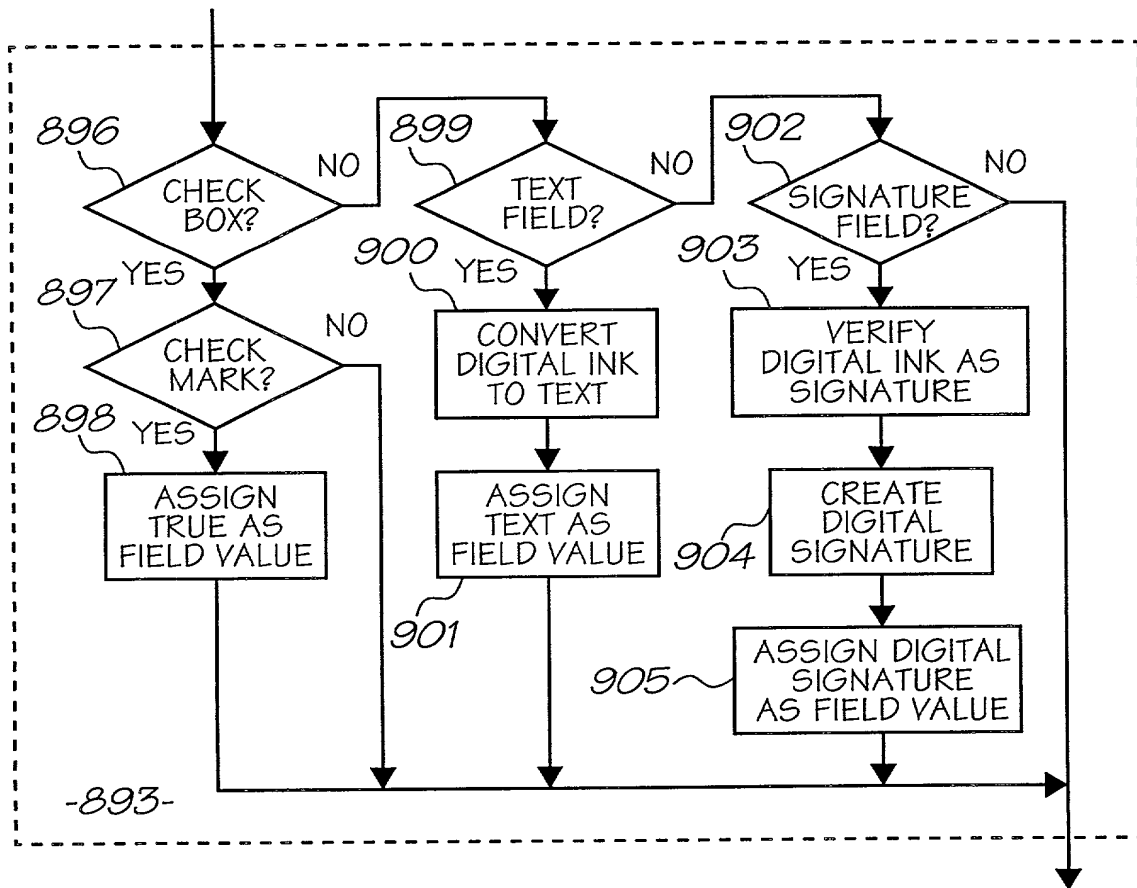 896
CHECK
BOX?
NO
YES
897
CHECK
MARK?
NO
YES
898
ASSIGN
TRUE AS
FIELD VALUE
899
TEXT
FIELD?
NO
YES
900
CONVERT
DIGITAL INK
TO TEXT
ASSIGN
TEXT AS
FIELD VALUE
901
902
SIGNATURE
FIELD?
NO
YES
903
VERIFY
DIGITAL INK AS
SIGNATURE
CREATE
DIGITAL
SIGNATURE
904
ASSIGN DIGITAL
SIGNATURE
AS FIELD VALUE
905
-893-